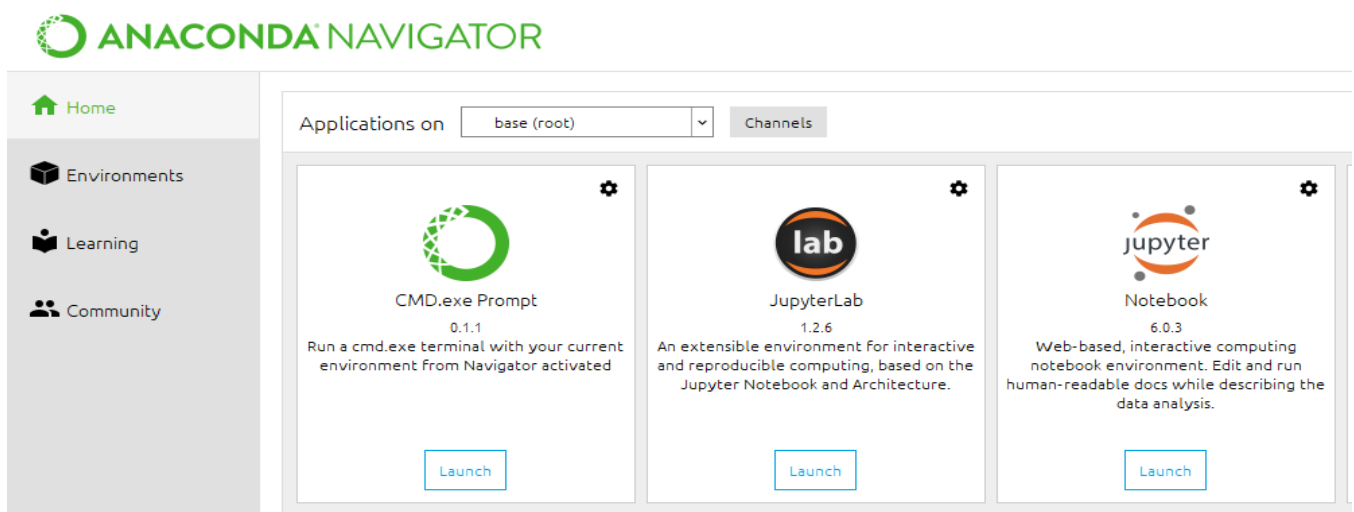 ANACONDA NAVIGATOR
Home
Environments
Learning
Community
Applications on base (root) Channels
CMD.exe Prompt
0.1.1
Run a cmd.exe terminal with your current
environment from Navigator activated
Launch
lab
JupyterLab
1.2.6
An extensible environment for interactive
and reproducible computing, based on the
Jupyter Notebook and Architecture.
Launch
jupyter
Notebook
6.0.3
Web-based, interactive computing
notebook environment. Edit and run
human-readable docs while describing the
data analysis.
Launch